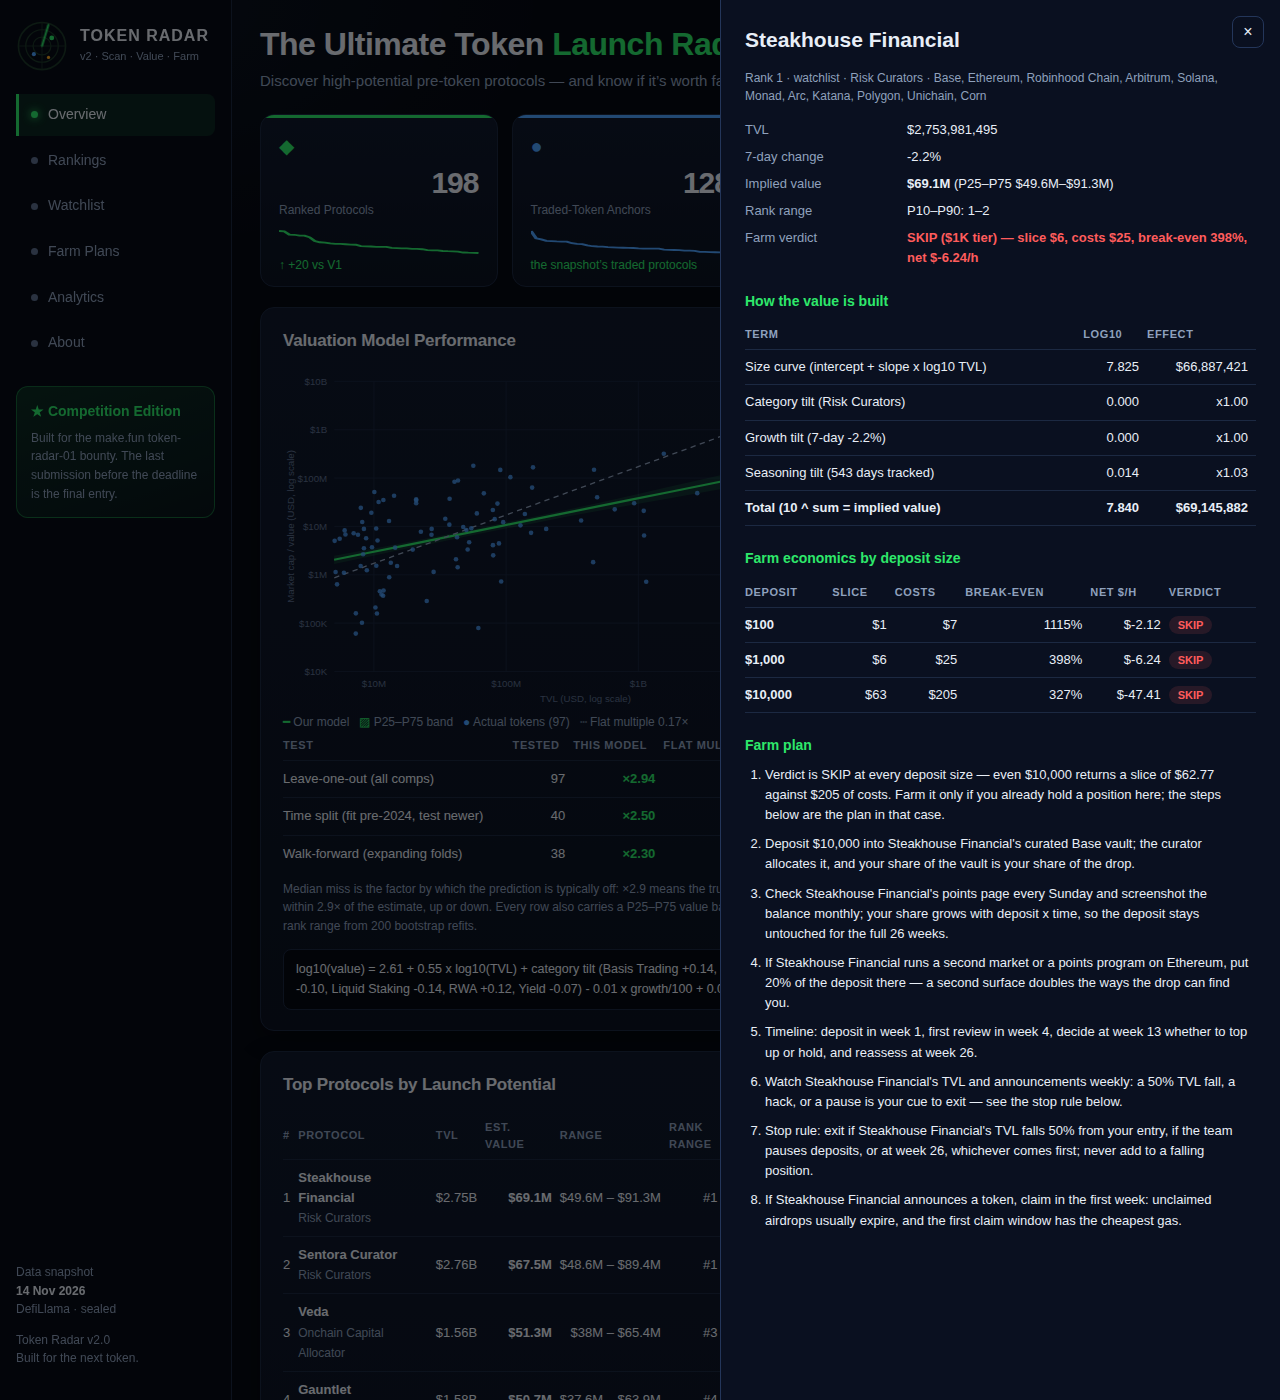 TOKEN RADAR
v2 · Scan · Value · Farm
Overview
Rankings
Watchlist
Farm Plans
Analytics
About
★ Competition Edition
Built for the make.fun token-
radar-01 bounty. The last
submission before the deadline
is the final entry.
Data snapshot
14 Nov 2026
DefiLlama · sealed
Token Radar v2.0
Built for the next token.
The Ultimate Token Launch Rad
Discover high-potential pre-token protocols — and know if it's worth fa
198
Ranked Protocols
↑ +20 vs V1
128
Traded-Token Anchors
the snapshot's traded protocols
Valuation Model Performance
$10B
$1B
$100M
$10M
$1M
$100K
$10K
Market cap / value (USD, log scale)
$10M $100M $1B
TVL (USD, log scale)
Our model P25–P75 band Actual tokens (97) Flat multiple 0.17×
TEST TESTED THIS MODEL FLAT MUL
Leave-one-out (all comps) 97 ×2.94
Time split (fit pre-2024, test newer) 40 ×2.50
Walk-forward (expanding folds) 38 ×2.30
Median miss is the factor by which the prediction is typically off: ×2.9 means the tru
within 2.9× of the estimate, up or down. Every row also carries a P25–P75 value ba
rank range from 200 bootstrap refits.
log10(value) = 2.61 + 0.55 x log10(TVL) + category tilt (Basis Trading +0.14,
-0.10, Liquid Staking -0.14, RWA +0.12, Yield -0.07) - 0.01 x growth/100 + 0.0
Top Protocols by Launch Potential
# PROTOCOL TVL EST. VALUE RANGE RANK RANGE
1 Steakhouse Financial Risk Curators $2.75B $69.1M $49.6M – $91.3M #1
2 Sentora Curator Risk Curators $2.76B $67.5M $48.6M – $89.4M #1
3 Veda Onchain Capital Allocator $1.56B $51.3M $38M – $65.4M #3
4 Gauntlet $1.58B $50.7M $37.6M – $63.9M #4
Steakhouse Financial
×
Rank 1 · watchlist · Risk Curators · Base, Ethereum, Robinhood Chain, Arbitrum, Solana,
Monad, Arc, Katana, Polygon, Unichain, Corn
TVL $2,753,981,495
7-day change -2.2%
Implied value $69.1M (P25–P75 $49.6M–$91.3M)
Rank range P10–P90: 1–2
Farm verdict SKIP ($1K tier) — slice $6, costs $25, break-even 398%,
net $-6.24/h
How the value is built
TERM LOG10 EFFECT
Size curve (intercept + slope x log10 TVL) 7.825 $66,887,421
Category tilt (Risk Curators) 0.000 x1.00
Growth tilt (7-day -2.2%) 0.000 x1.00
Seasoning tilt (543 days tracked) 0.014 x1.03
Total (10 ^ sum = implied value) 7.840 $69,145,882
Farm economics by deposit size
DEPOSIT SLICE COSTS BREAK-EVEN NET $/H VERDICT
$100 $1 $7 1115% $-2.12 SKIP
$1,000 $6 $25 398% $-6.24 SKIP
$10,000 $63 $205 327% $-47.41 SKIP
Farm plan
1. Verdict is SKIP at every deposit size — even $10,000 returns a slice of $62.77
against $205 of costs. Farm it only if you already hold a position here; the steps
below are the plan in that case.
2. Deposit $10,000 into Steakhouse Financial's curated Base vault; the curator
allocates it, and your share of the vault is your share of the drop.
3. Check Steakhouse Financial's points page every Sunday and screenshot the
balance monthly; your share grows with deposit x time, so the deposit stays
untouched for the full 26 weeks.
4. If Steakhouse Financial runs a second market or a points program on Ethereum, put
20% of the deposit there — a second surface doubles the ways the drop can find
you.
5. Timeline: deposit in week 1, first review in week 4, decide at week 13 whether to top
up or hold, and reassess at week 26.
6. Watch Steakhouse Financial's TVL and announcements weekly: a 50% TVL fall, a
hack, or a pause is your cue to exit — see the stop rule below.
7. Stop rule: exit if Steakhouse Financial's TVL falls 50% from your entry, if the team
pauses deposits, or at week 26, whichever comes first; never add to a falling
position.
8. If Steakhouse Financial announces a token, claim in the first week: unclaimed
airdrops usually expire, and the first claim window has the cheapest gas.